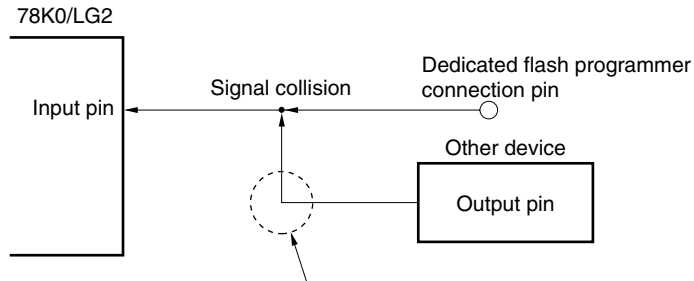 78K0/LG2
Input pin
Signal collision
Dedicated flash programmer
connection pin
Other device
Output pin